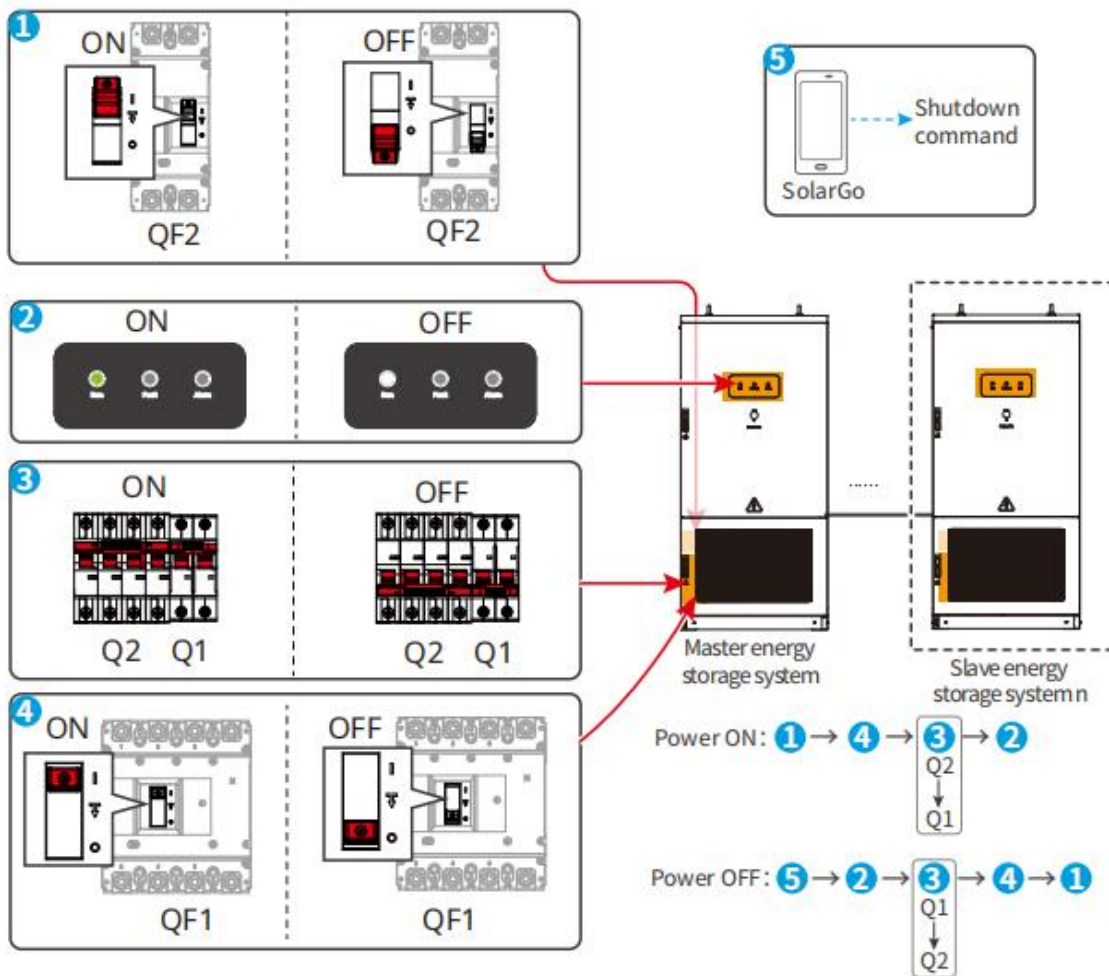 1
ON
OFF
I
O
I
O
QF2
QF2
5
Shutdown
command
SolarGo
2
ON
OFF
3
ON
OFF
Q2 Q1
Q2 Q1
4
ON
OFF
I
O
I
O
QF1
QF1
......
Master energy
storage system
Slave energy
storage system n
Power ON: 1 → 4 → 3 → 2
Q2
↓
Q1
Power OFF: 5 → 2 → 3 → 4 → 1
Q1
↓
Q2